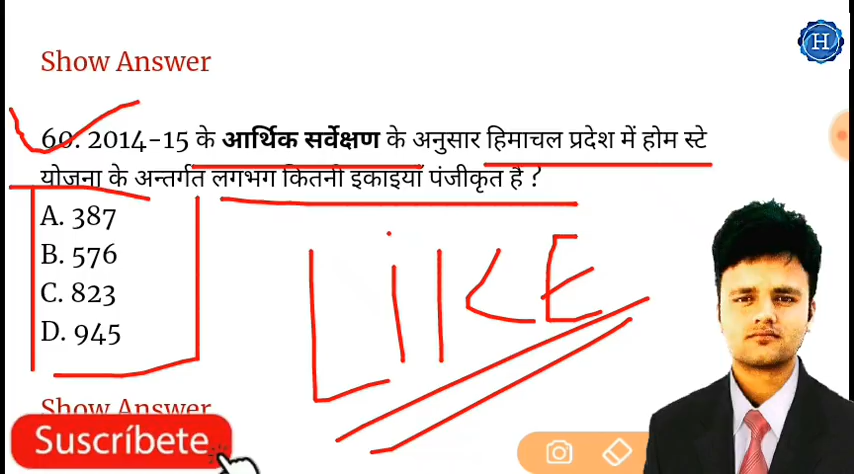 Show Answer
H
60. 2014-15 के आर्थिक सर्वेक्षण के अनुसार हिमाचल प्रदेश में होम स्टे
योजना के अन्तर्गत लगभग कितनी इकाइयाँ पंजीकृत हैं ?
A. 387
B. 576
C. 823
D. 945
LiKE
Show Answer
Suscríbete